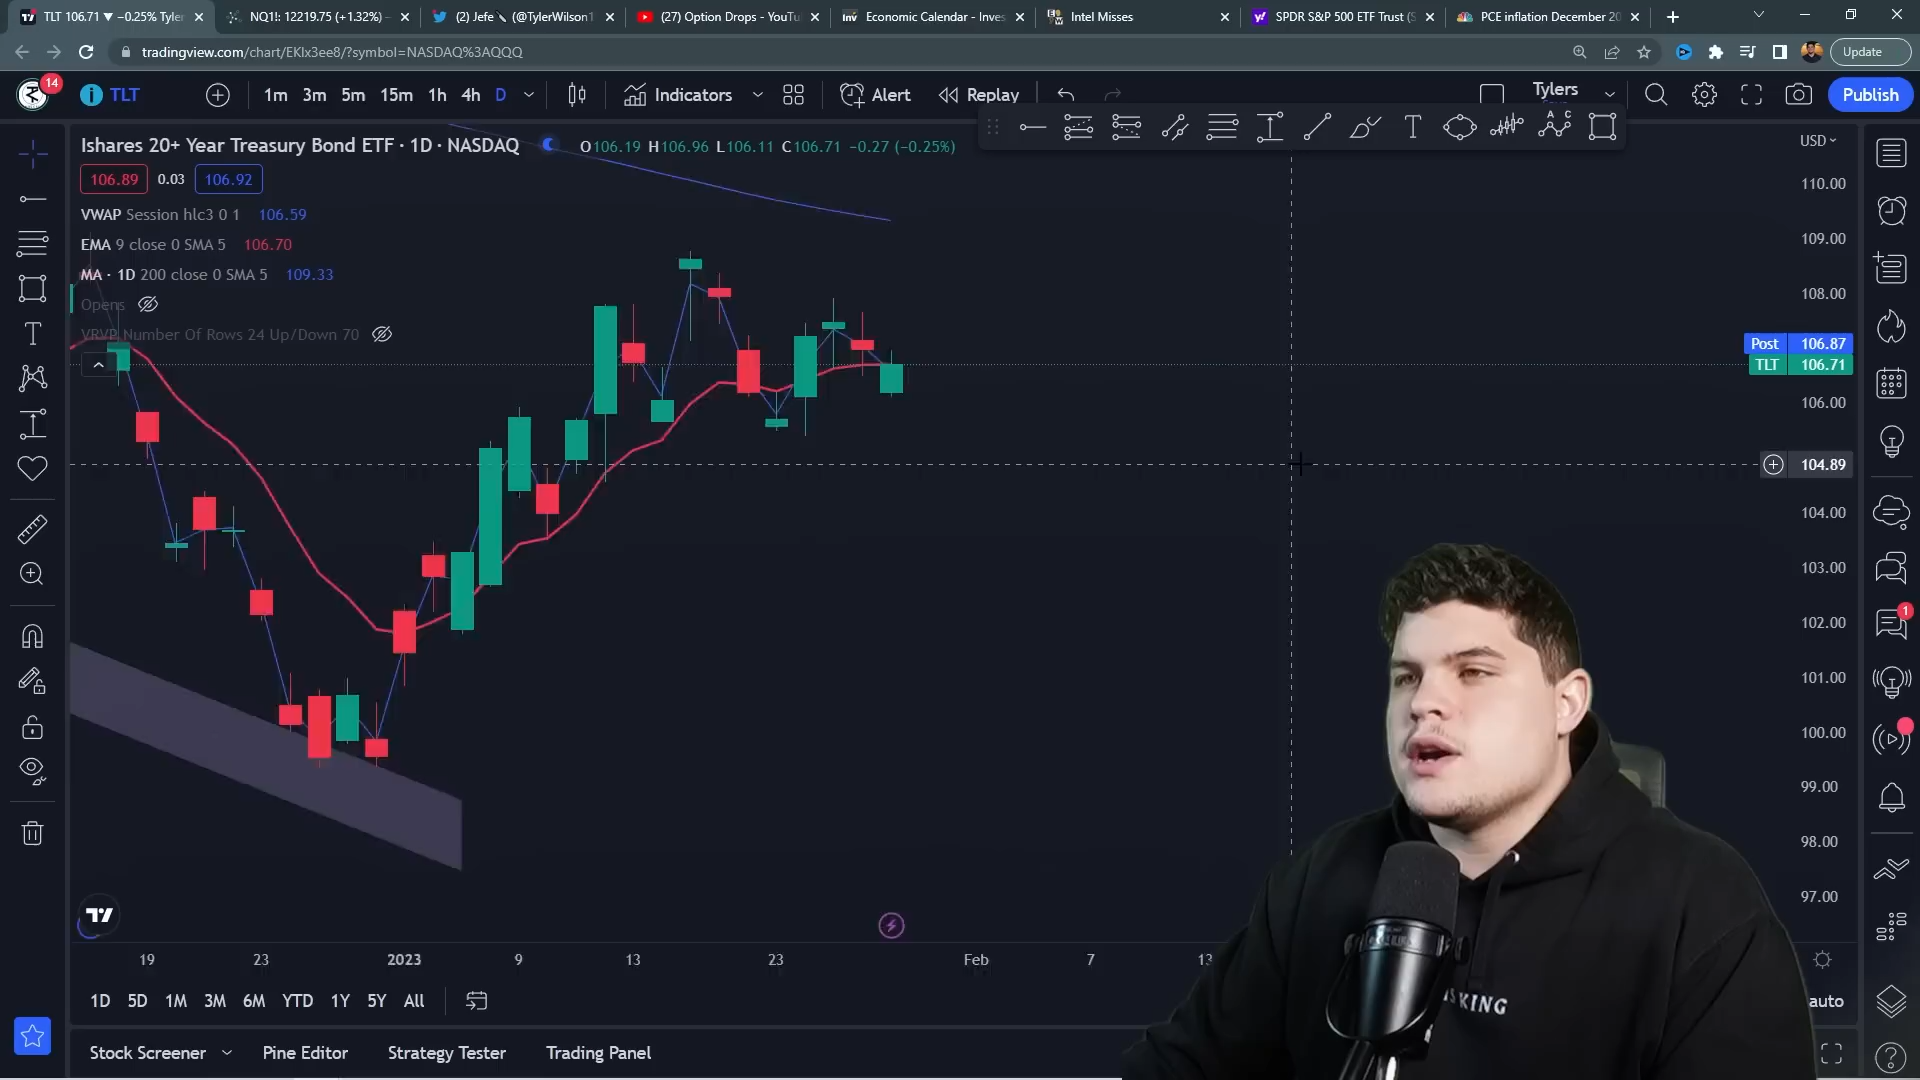 TLT 106.71 ▼ −0.25% Tyler
NQ1!: 12219.75 (+1.32%)
(2) Jefe (@TylerWilson1
(27) Option Drops - YouTu
Economic Calendar - Inves
Intel Misses
SPDR S&P 500 ETF Trust (S
PCE inflation December 20
tradingview.com/chart/EKlx3ee8/?symbol=NASDAQ%3AQQQ
Update
14
TLT
1m 3m 5m 15m 1h 4h D
Indicators
Alert
Replay
Tylers
Publish
Ishares 20+ Year Treasury Bond ETF · 1D · NASDAQ
O106.19 H106.96 L106.11 C106.71 −0.27 (−0.25%)
USD
106.89 0.03 106.92
VWAP Session hlc3 0 1 106.59
EMA 9 close 0 SMA 5 106.70
MA · 1D 200 close 0 SMA 5 109.33
Opens
VRVP Number Of Rows 24 Up/Down 70
110.00
109.00
108.00
Post 106.87
TLT 106.71
106.00
104.89
104.00
103.00
102.00
1
101.00
100.00
99.00
98.00
97.00
19 23 2023 9 13 23 Feb 7 13
1D 5D 1M 3M 6M YTD 1Y 5Y All
auto
KING
Stock Screener
Pine Editor
Strategy Tester
Trading Panel